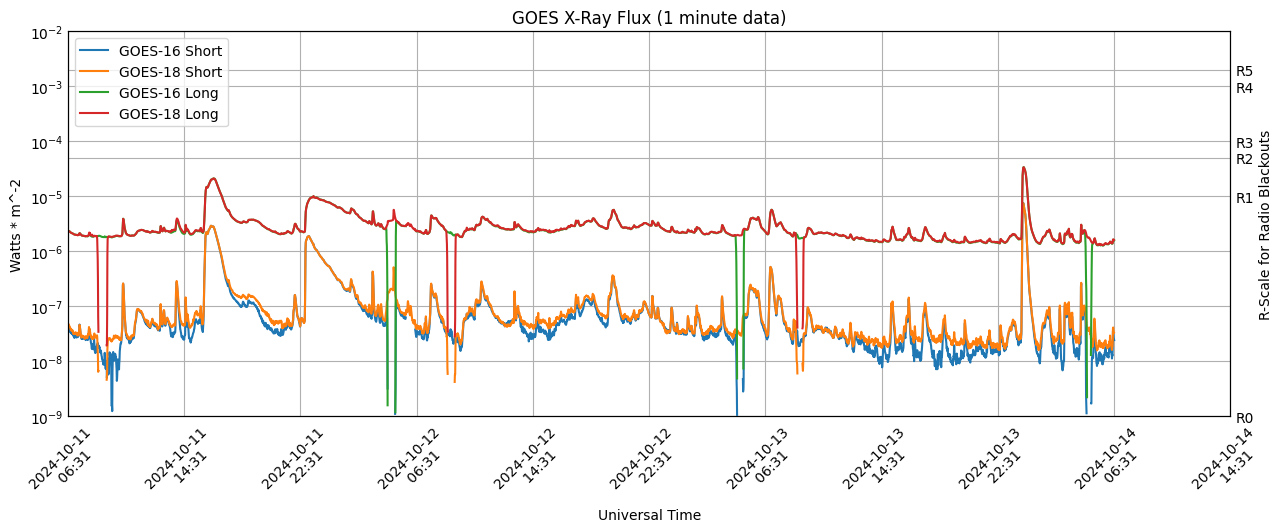 GOES X-Ray Flux (1 minute data)
GOES-16 Short
GOES-18 Short
GOES-16 Long
GOES-18 Long
Watts * m^-2
10⁻²
10⁻³
10⁻⁴
10⁻⁵
10⁻⁶
10⁻⁷
10⁻⁸
10⁻⁹
R5
R4
R3
R2
R1
R0
R-Scale for Radio Blackouts
2024-10-11
06:31
2024-10-11
14:31
2024-10-11
22:31
2024-10-12
06:31
2024-10-12
14:31
2024-10-12
22:31
2024-10-13
06:31
2024-10-13
14:31
2024-10-13
22:31
2024-10-14
06:31
2024-10-14
14:31
Universal Time